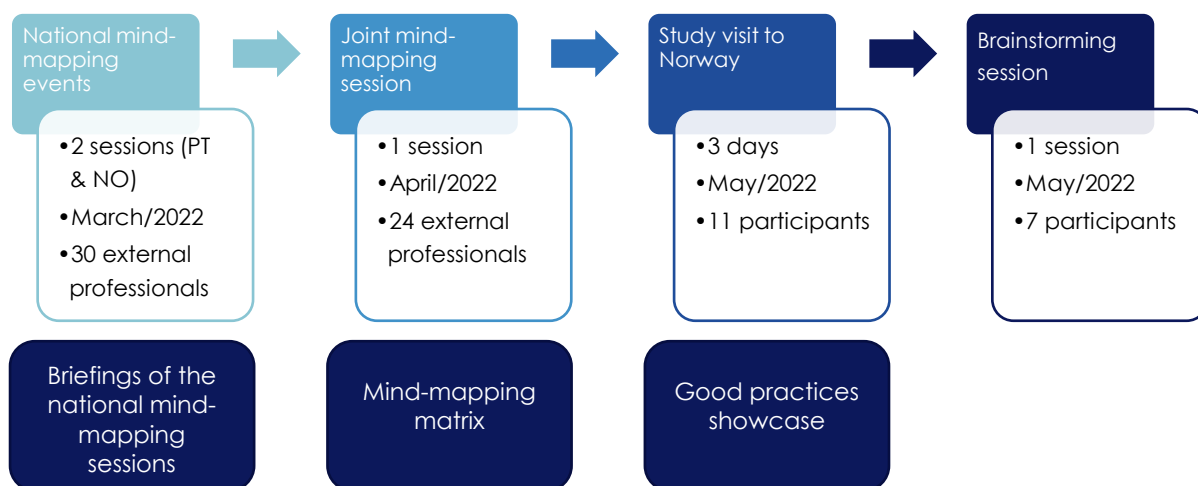 National mind-
mapping
events
•2 sessions (PT
& NO)
•March/2022
•30 external
professionals
Briefings of the
national mind-
mapping
sessions
Joint mind-
mapping
session
•1 session
•April/2022
•24 external
professionals
Mind-mapping
matrix
Study visit to
Norway
•3 days
•May/2022
•11 participants
Good practices
showcase
Brainstorming
session
•1 session
•May/2022
•7 participants